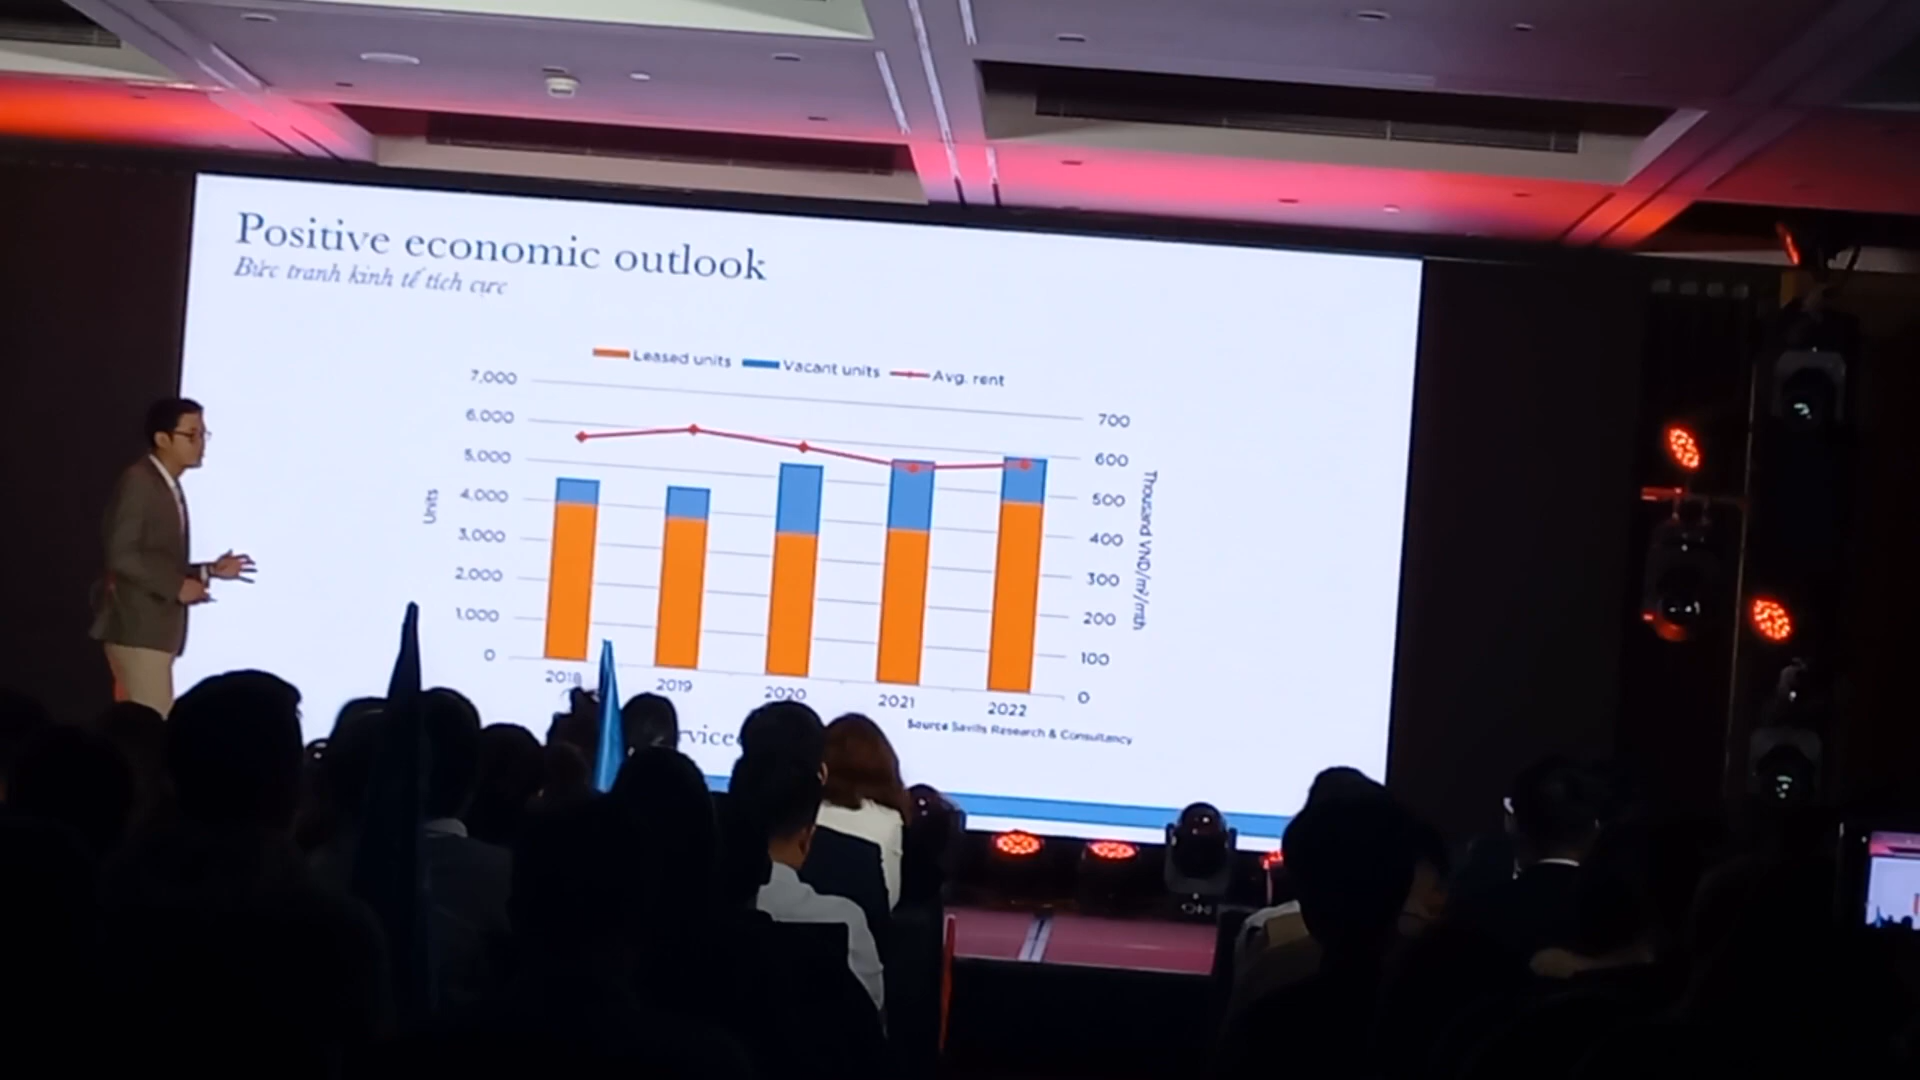 Positive economic outlook
Bức tranh kinh tế tích cực
Leased units Vacant units Avg. rent
7,000
6,000
5,000
4,000
3,000
2,000
1,000
0
Units
700
600
500
400
300
200
100
0
Thousand VND/m²/mth
2018 2019 2020 2021 2022
Source Savills Research & Consultancy